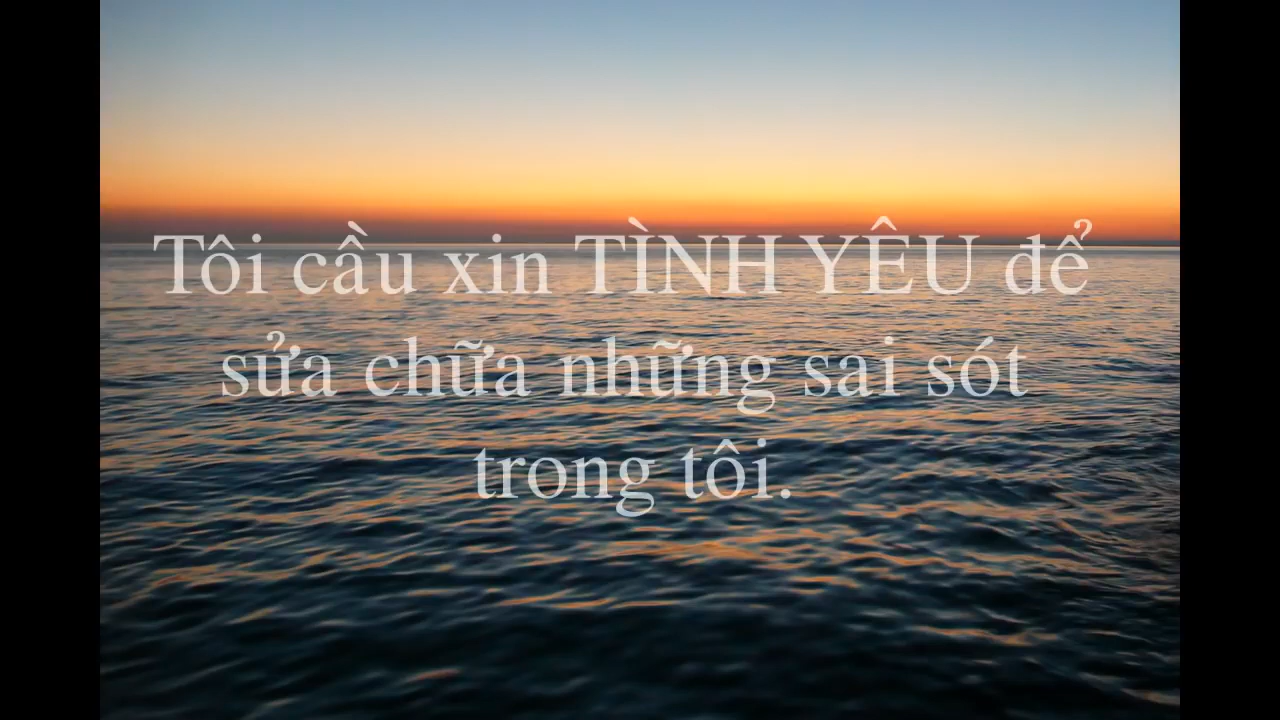 Tôi cầu xin TÌNH YÊU để
sửa chữa những sai sót
trong tôi.